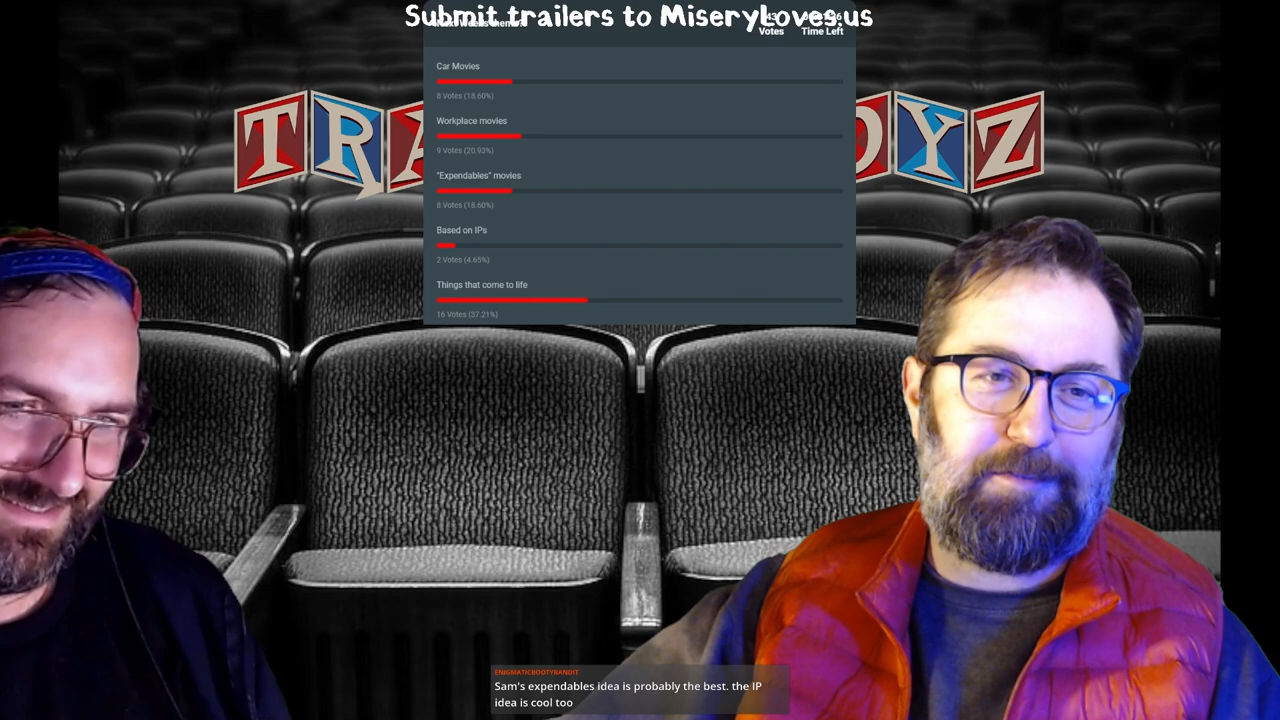 Submit trailers to MiseryLoves.us
Votes
Time Left
TRA
OYZ
Car Movies
8 Votes (18.60%)
Workplace movies
9 Votes (20.93%)
"Expendables" movies
8 Votes (18.60%)
Based on IPs
2 Votes (4.65%)
Things that come to life
16 Votes (37.21%)
ENIGMATICBOOTYBANDIT
Sam's expendables idea is probably the best. the IP
idea is cool too